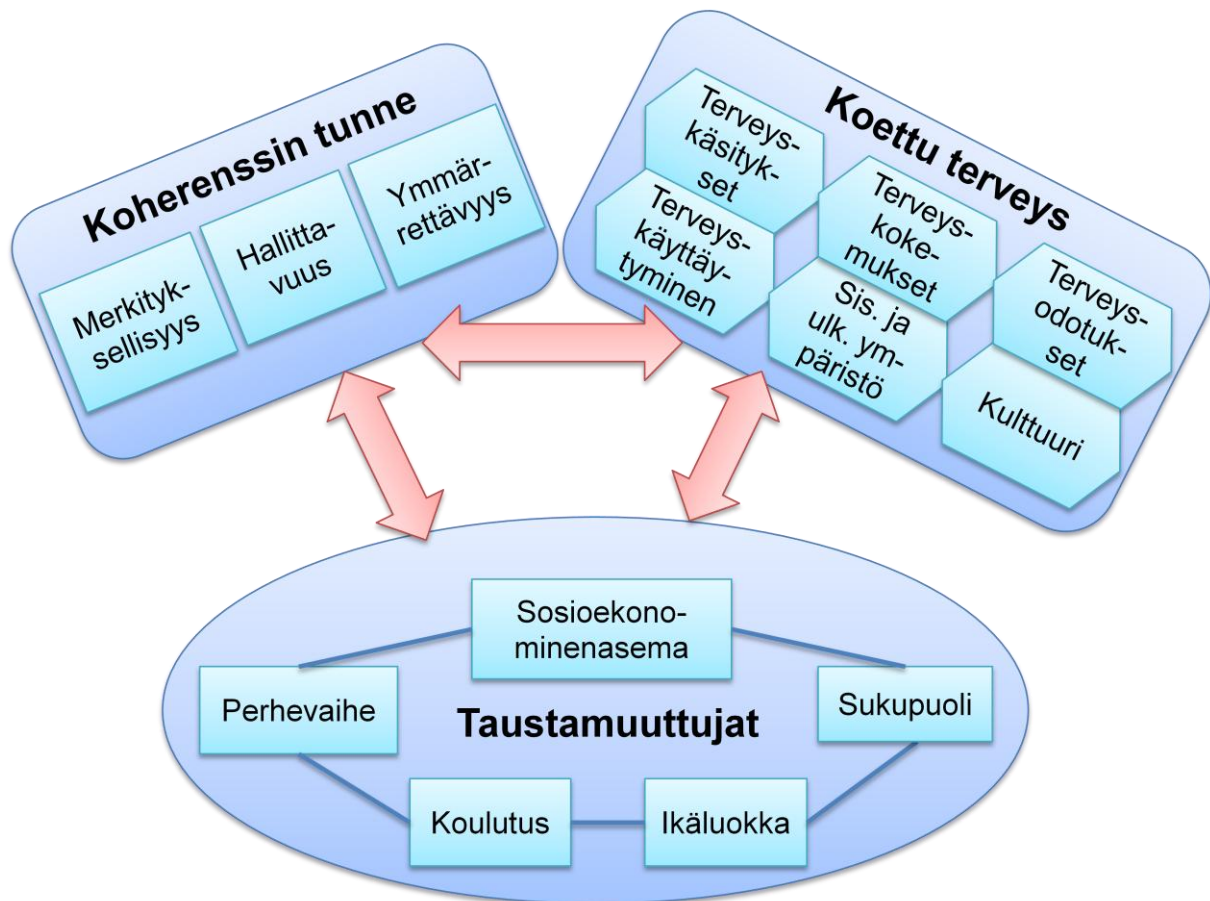 Koherenssin tunne
Merkityk-
sellisyys
Hallitta-
vuus
Ymmär-
rettävyys
Koettu terveys
Terveys-
käsityk-
set
Terveys-
käyttäy-
tyminen
Terveys-
koke-
mukset
Sis. ja
ulk. ym-
päristö
Terveys-
odotuk-
set
Kulttuuri
Sosioekono-
minenasema
Perhevaihe
Taustamuuttujat
Sukupuoli
Koulutus
Ikäluokka